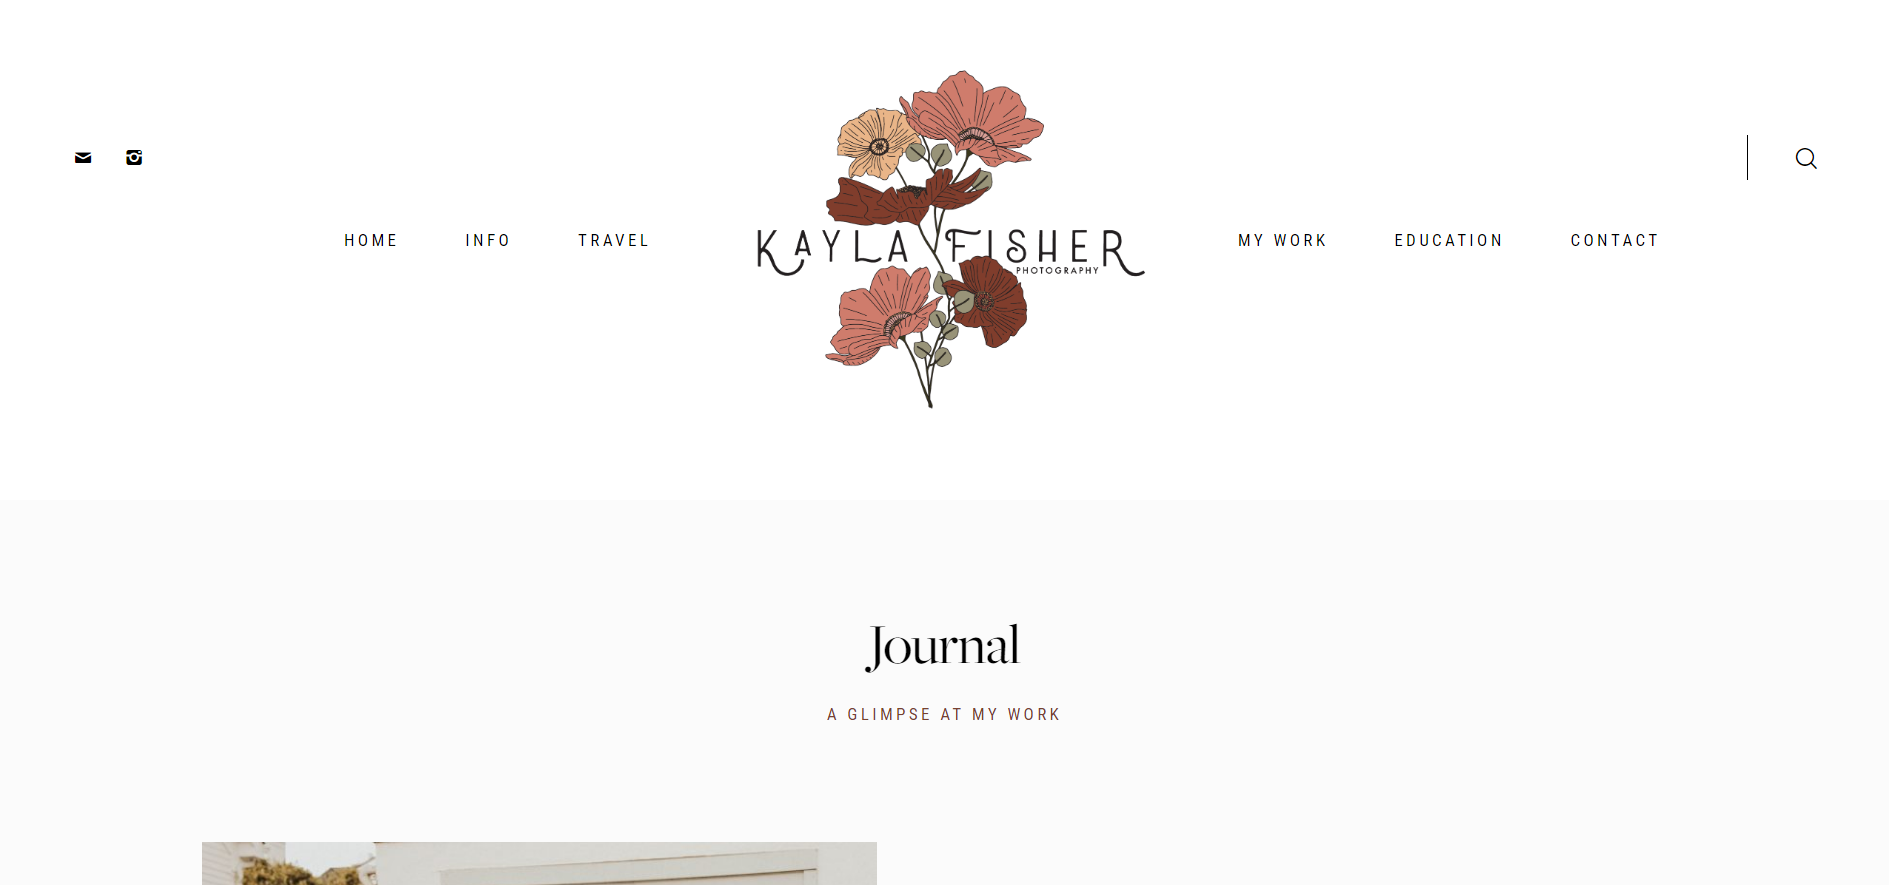 HOME
INFO
TRAVEL
KAYLA FISHER
PHOTOGRAPHY
MY WORK
EDUCATION
CONTACT
Journal
A GLIMPSE AT MY WORK